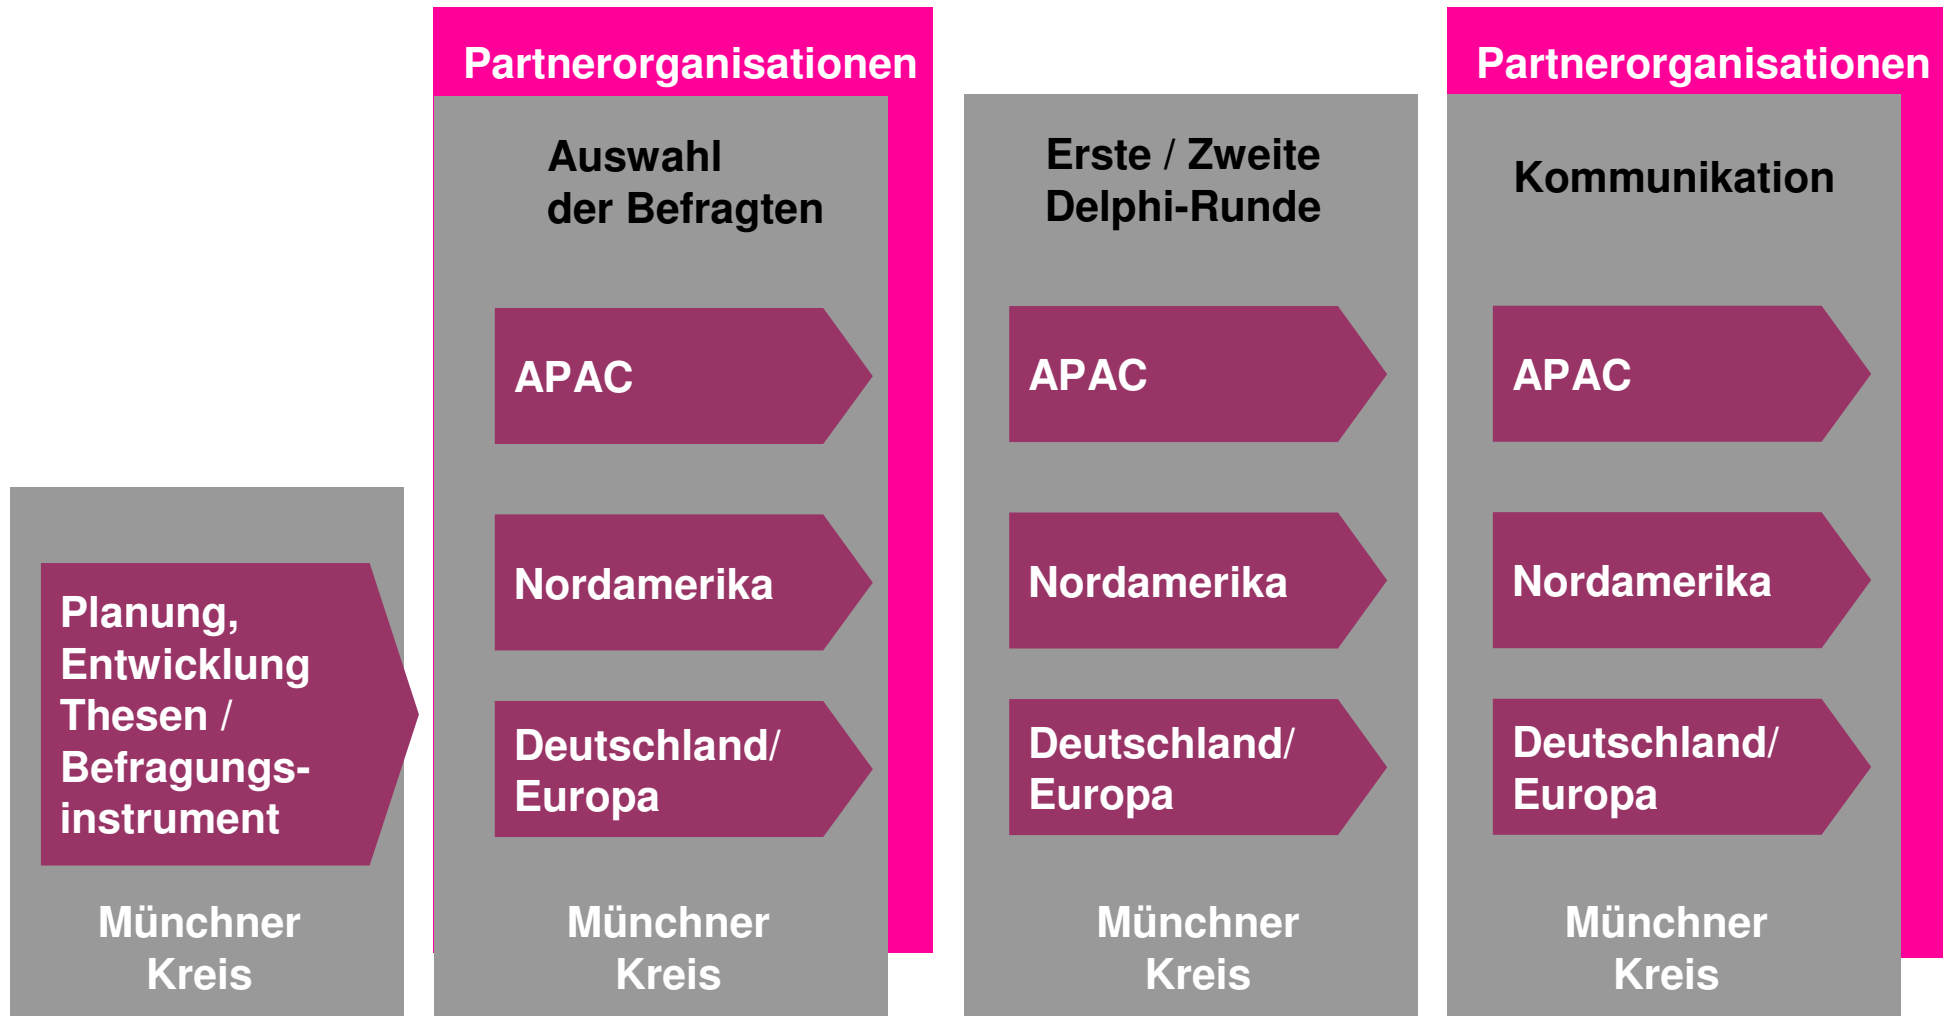 Partnerorganisationen
Partnerorganisationen
Planung,
Entwicklung
Thesen /
Befragungs-
instrument
Münchner
Kreis
Auswahl
der Befragten
APAC
Nordamerika
Deutschland/
Europa
Münchner
Kreis
Erste / Zweite
Delphi-Runde
APAC
Nordamerika
Deutschland/
Europa
Münchner
Kreis
Kommunikation
APAC
Nordamerika
Deutschland/
Europa
Münchner
Kreis